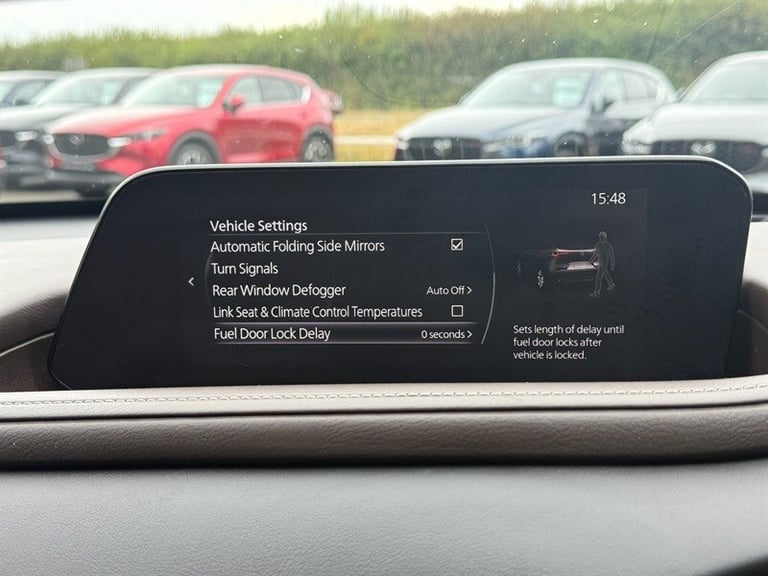 15:48
Vehicle Settings
Automatic Folding Side Mirrors
Turn Signals
Rear Window Defogger Auto Off >
Link Seat & Climate Control Temperatures
Fuel Door Lock Delay 0 seconds >
Sets length of delay until
fuel door locks after
vehicle is locked.